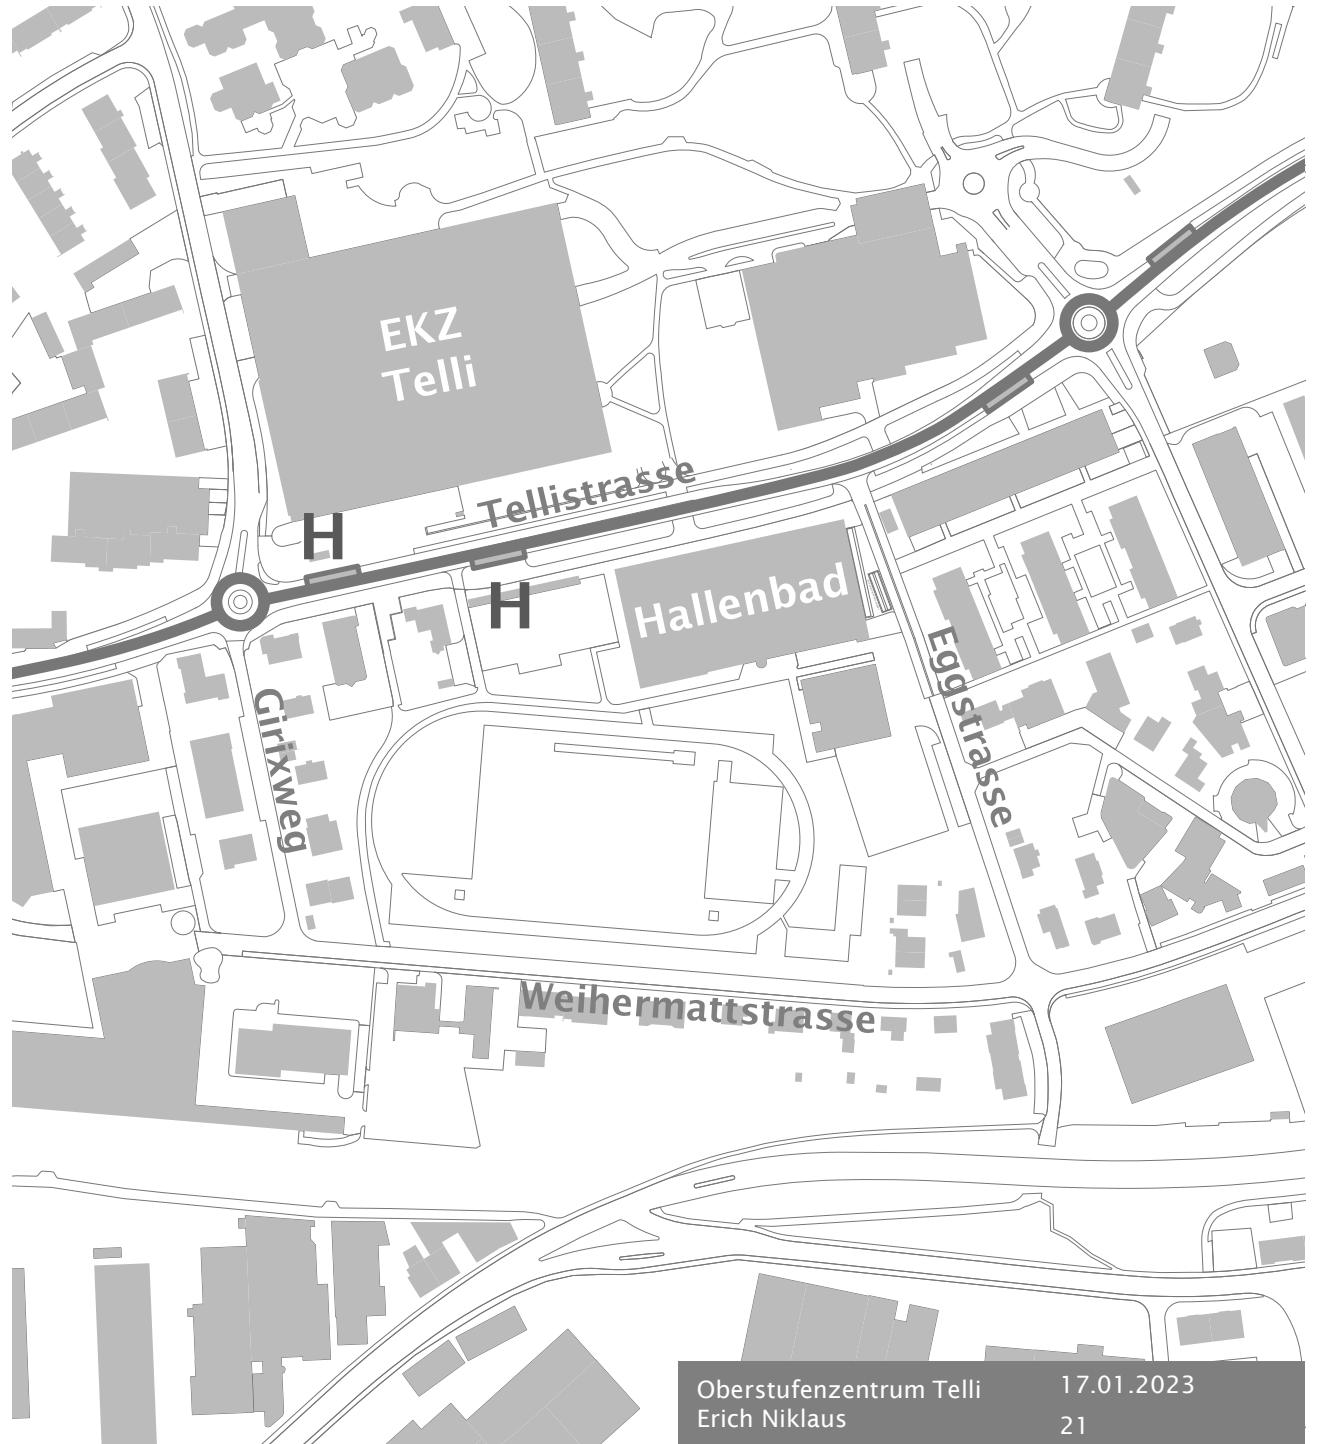 EKZ
Telli
Tellistrasse
H
H
Hallenbad
Eggstrasse
Girixweg
Weihermattstrasse
Oberstufenzentrum Telli
Erich Niklaus
17.01.2023
21